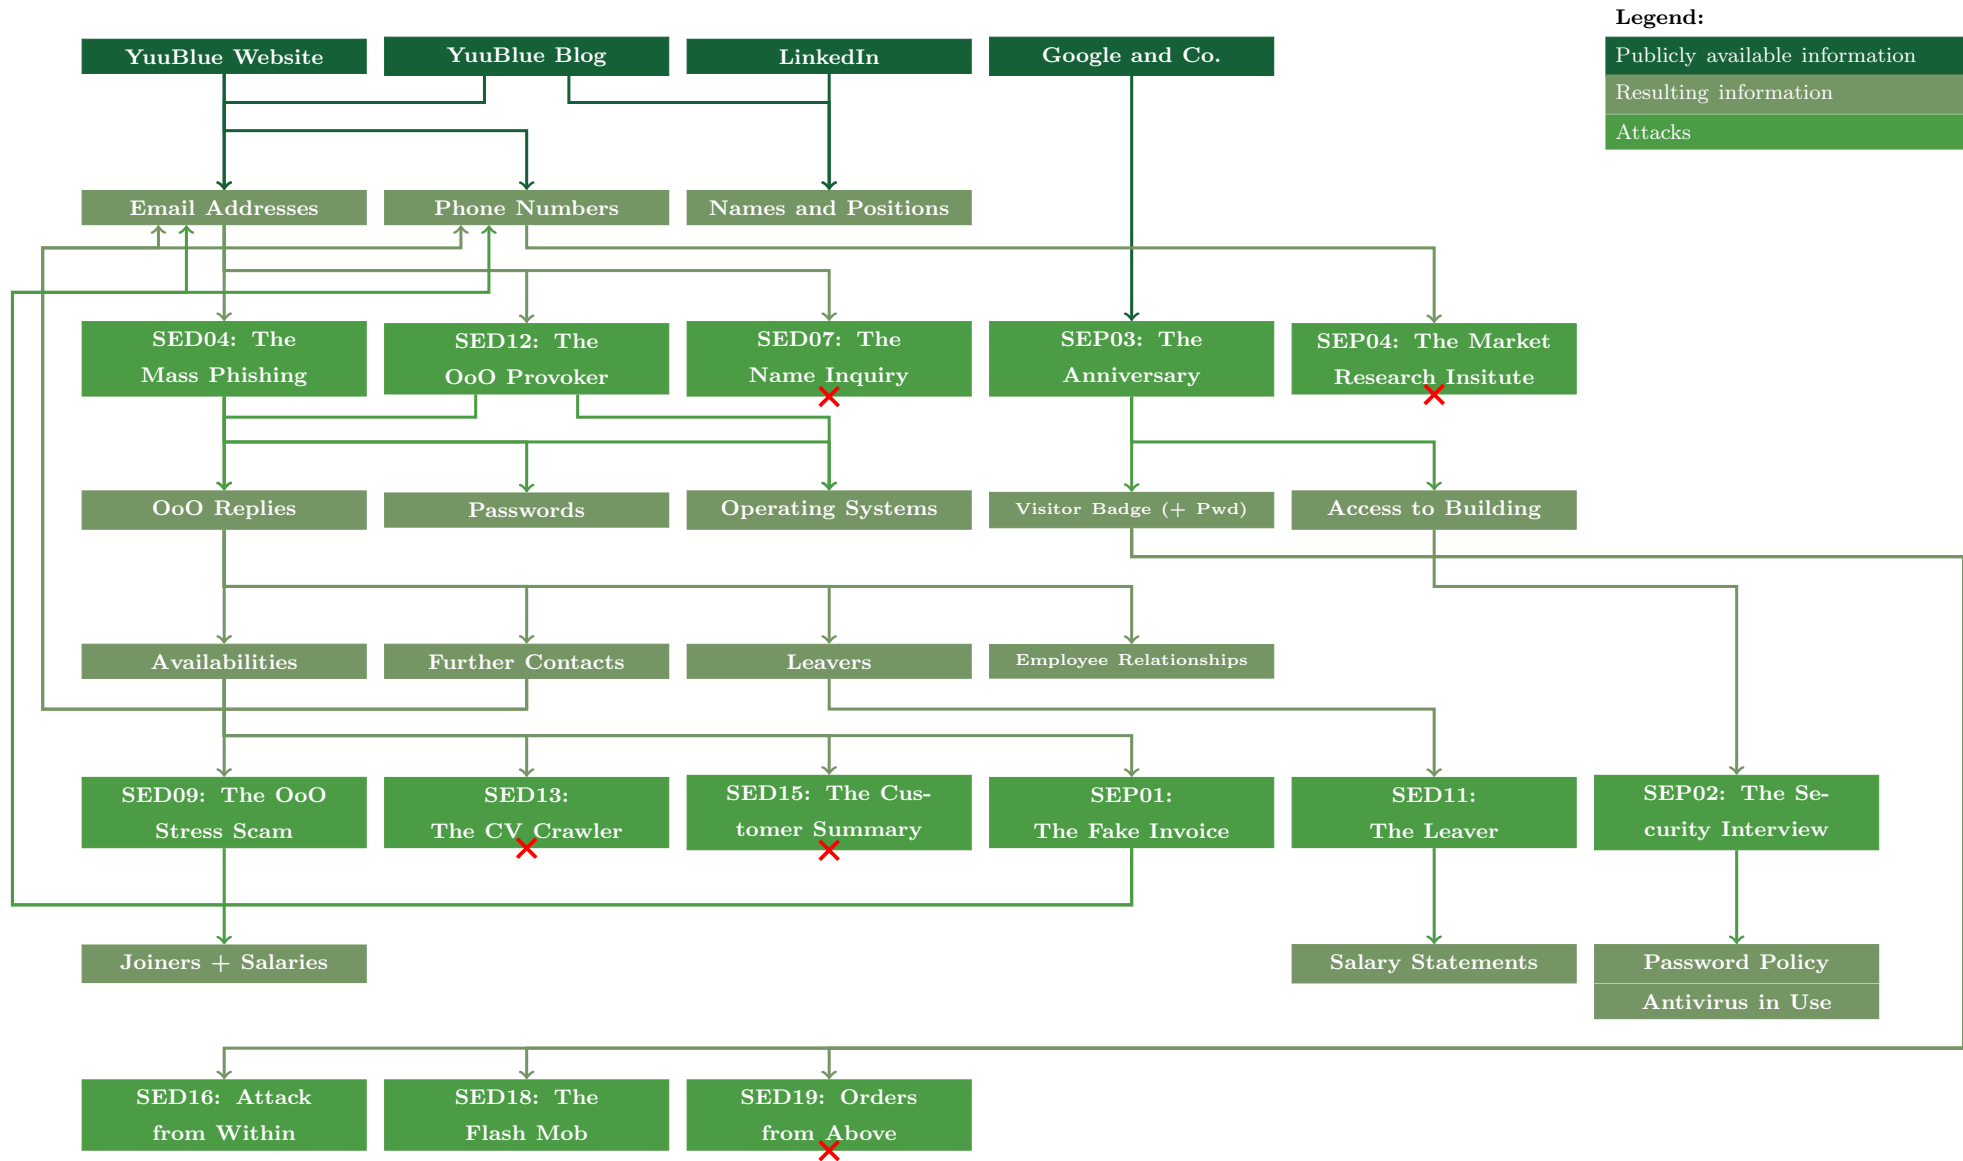 Legend:
YuuBlue Website
YuuBlue Blog
LinkedIn
Google and Co.
Publicly available information
Resulting information
Attacks
Email Addresses
Phone Numbers
Names and Positions
SED04: The
Mass Phishing
SED12: The
OoO Provoker
SED07: The
Name Inquiry
SEP03: The
Anniversary
SEP04: The Market
Research Insitute
OoO Replies
Passwords
Operating Systems
Visitor Badge (+ Pwd)
Access to Building
Availabilities
Further Contacts
Leavers
Employee Relationships
SED09: The OoO
Stress Scam
SED13:
The CV Crawler
SED15: The Cus-
tomer Summary
SEP01:
The Fake Invoice
SED11:
The Leaver
SEP02: The Se-
curity Interview
Joiners + Salaries
Salary Statements
Password Policy
Antivirus in Use
SED16: Attack
from Within
SED18: The
Flash Mob
SED19: Orders
from Above